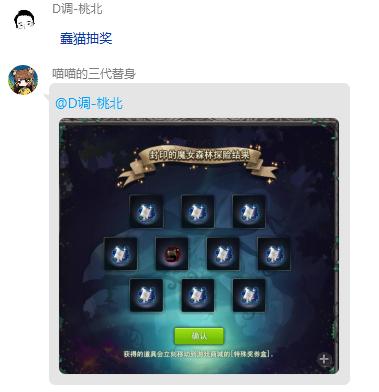 D调-桃北
蠢猫抽奖
喵喵的三代替身
@D调-桃北
封印的魔女森林探险结果
确认
获得的道具会立刻移动到游戏商城的[特殊奖券盒]。